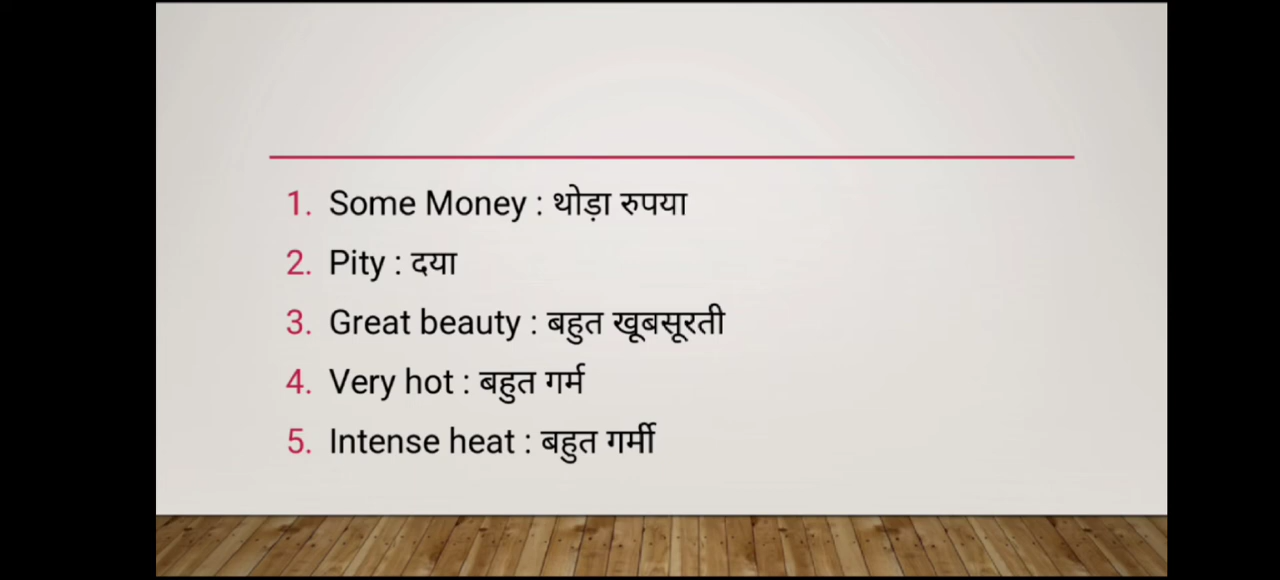 1. Some Money : थोड़ा रुपया
2. Pity : दया
3. Great beauty : बहुत खूबसूरती
4. Very hot : बहुत गर्म
5. Intense heat : बहुत गर्मी